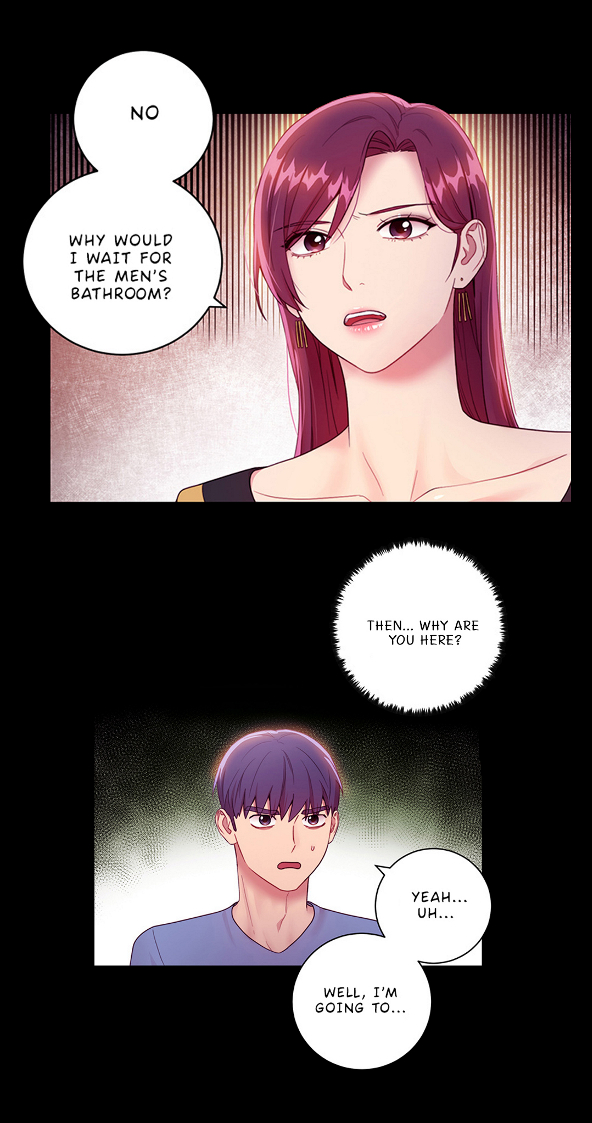 NO
WHY WOULD
I WAIT FOR
THE MEN'S
BATHROOM?
THEN... WHY ARE
YOU HERE?
YEAH...
UH...
WELL, I'M
GOING TO...